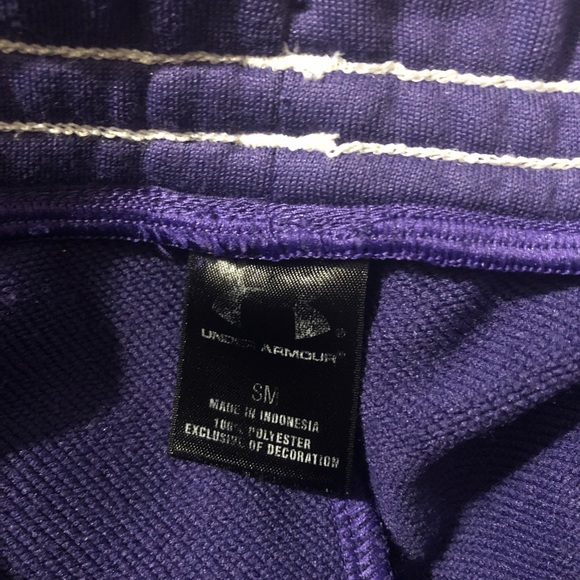 UNDER ARMOUR®
SM
MADE IN INDONESIA
100% POLYESTER
EXCLUSIVE OF DECORATION